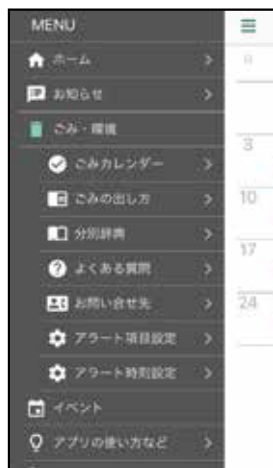 MENU
ホーム
お知らせ
ごみ・環境
ごみカレンダー
ごみの出し方
分別辞典
よくある質問
お問い合せ先
アラート項目設定
アラート時刻設定
イベント
アプリの使い方など
3
10
17
24